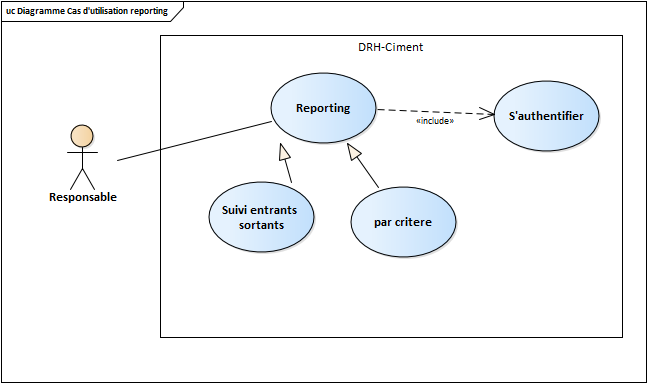 uc Diagramme Cas d'utilisation reporting
DRH-Ciment
Reporting
S'authentifier
«include»
Responsable
Suivi entrants
sortants
par critere